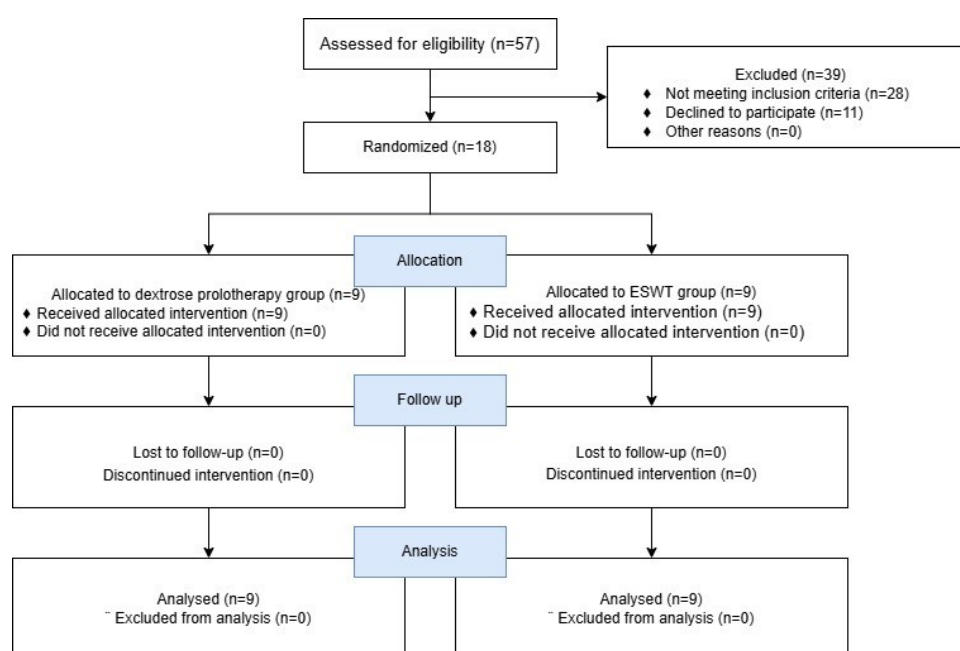 Assessed for eligibility (n=57)
Excluded (n=39)
♦ Not meeting inclusion criteria (n=28)
♦ Declined to participate (n=11)
♦ Other reasons (n=0)
Randomized (n=18)
Allocation
Allocated to dextrose prolotherapy group (n=9)
♦ Received allocated intervention (n=9)
♦ Did not receive allocated intervention (n=0)
Allocated to ESWT group (n=9)
♦ Received allocated intervention (n=9)
♦ Did not receive allocated intervention (n=0)
Follow up
Lost to follow-up (n=0)
Discontinued intervention (n=0)
Lost to follow-up (n=0)
Discontinued intervention (n=0)
Analysis
Analysed (n=9)
¨ Excluded from analysis (n=0)
Analysed (n=9)
¨ Excluded from analysis (n=0)